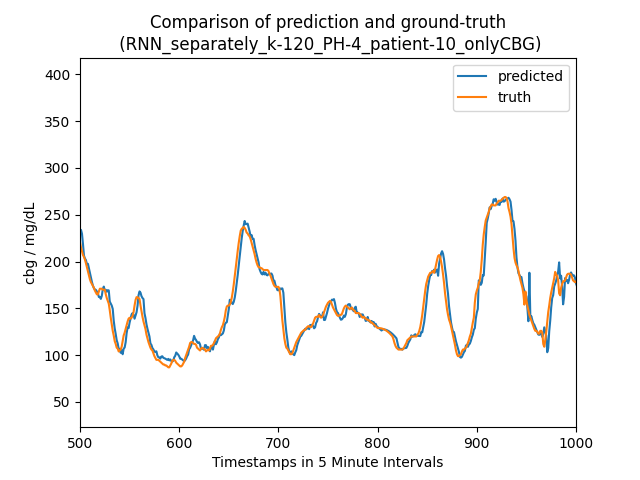 Comparison of prediction and ground-truth
(RNN_separately_k-120_PH-4_patient-10_onlyCBG)
predicted
truth
cbg / mg/dL
400
350
300
250
200
150
100
50
500 600 700 800 900 1000
Timestamps in 5 Minute Intervals